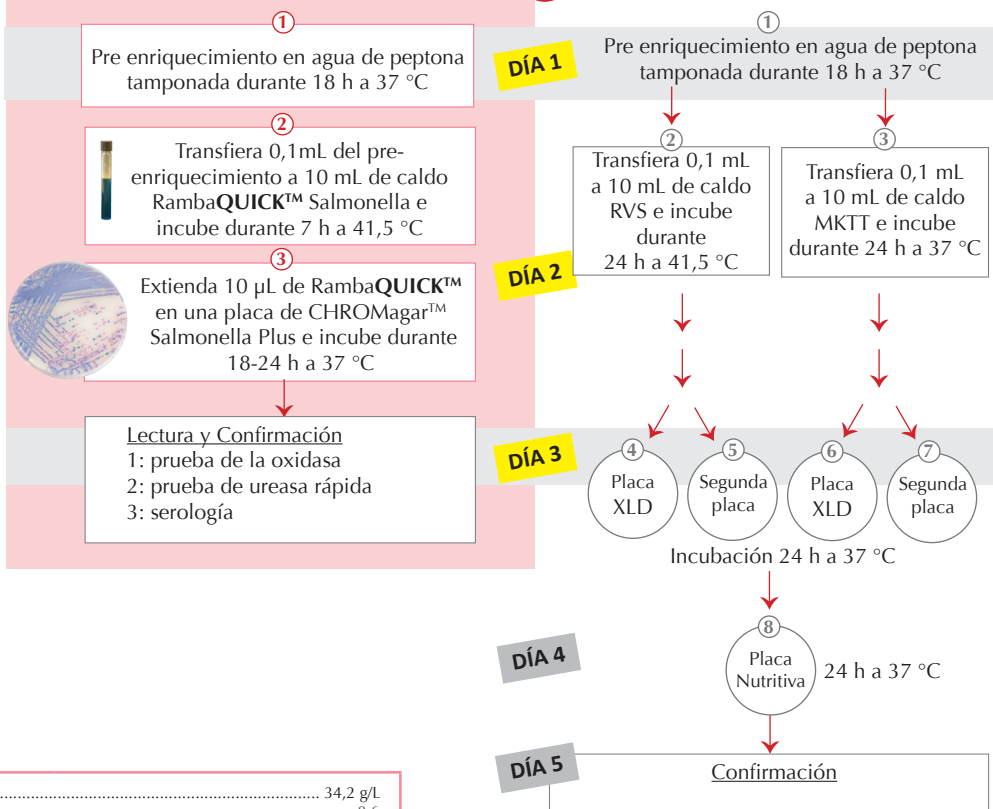 1
Pre enriquecimiento en agua de peptona
tamponada durante 18 h a 37 °C
2
Transfiera 0,1mL del pre-
enriquecimiento a 10 mL de caldo
RambaQUICK™ Salmonella e
incube durante 7 h a 41,5 °C
3
Extienda 10 µL de RambaQUICK™
en una placa de CHROMagar™
Salmonella Plus e incube durante
18-24 h a 37 °C
Lectura y Confirmación
1: prueba de la oxidasa
2: prueba de ureasa rápida
3: serología
DÍA 1
1
Pre enriquecimiento en agua de peptona
tamponada durante 18 h a 37 °C
DÍA 2
2
Transfiera 0,1 mL
a 10 mL de caldo
RVS e incube
durante
24 h a 41,5 °C
3
Transfiera 0,1 mL
a 10 mL de caldo
MKTT e incube
durante 24 h a 37 °C
DÍA 3
4
Placa
XLD
5
Segunda
placa
6
Placa
XLD
7
Segunda
placa
Incubación 24 h a 37 °C
DÍA 4
8
Placa
Nutritiva
24 h a 37 °C
DÍA 5
Confirmación
34,2 g/L